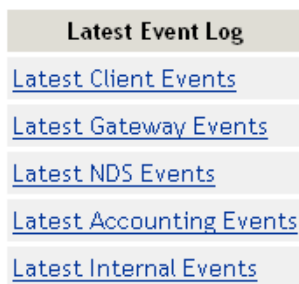 Latest Event Log
Latest Client Events
Latest Gateway Events
Latest NDS Events
Latest Accounting Events
Latest Internal Events